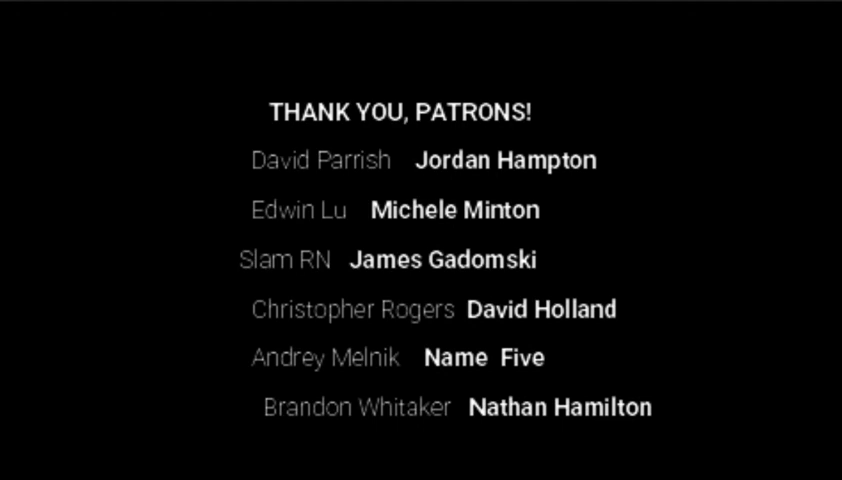 THANK YOU, PATRONS!
David Parrish Jordan Hampton
Edwin Lu Michele Minton
Slam RN James Gadomski
Christopher Rogers David Holland
Andrey Melnik Name Five
Brandon Whitaker Nathan Hamilton